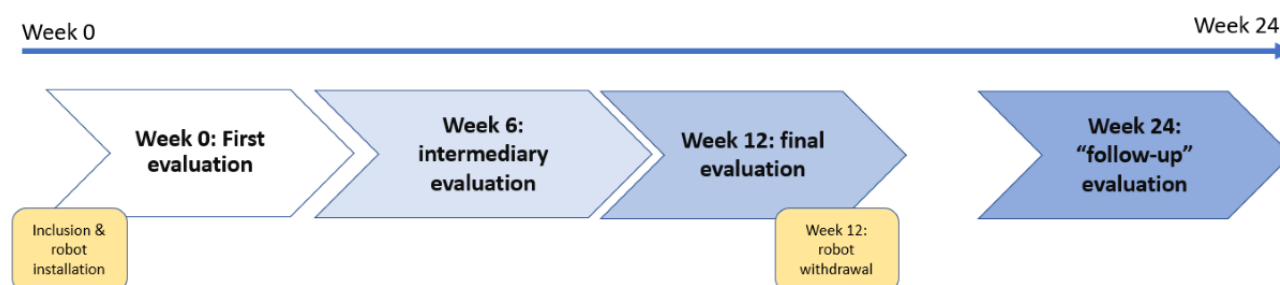 Week 0
Week 24
Week 0: First
evaluation
Week 6:
intermediary
evaluation
Week 12: final
evaluation
Week 24:
“follow-up”
evaluation
Inclusion &
robot
installation
Week 12:
robot
withdrawal